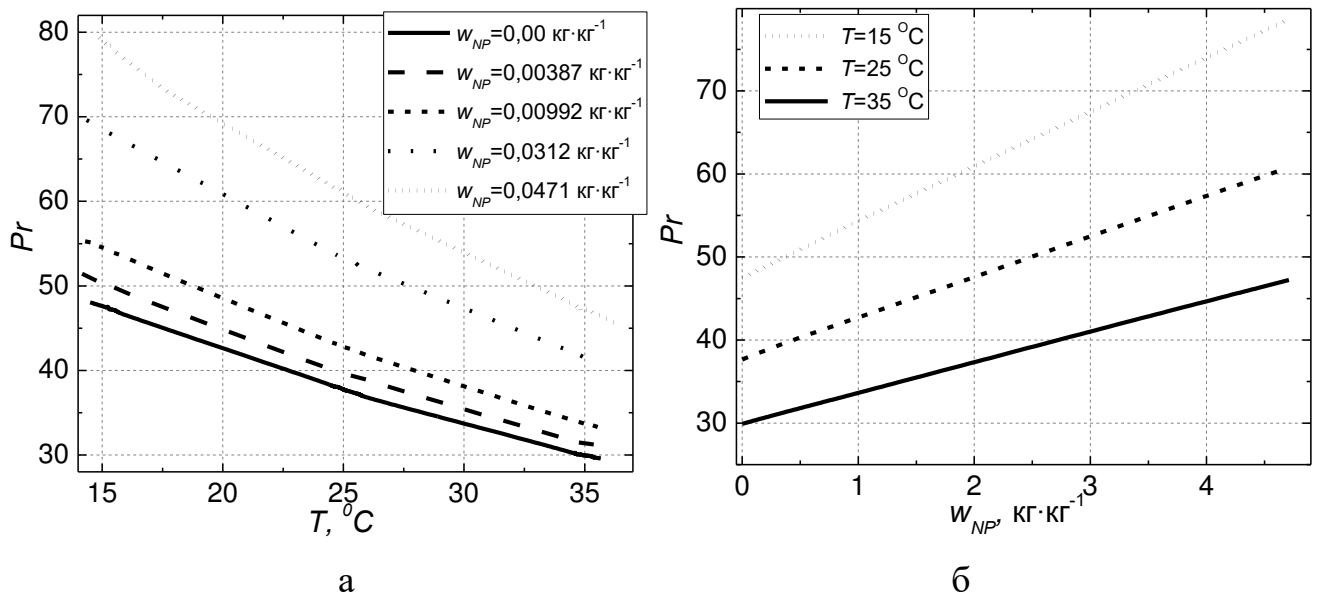 80
70
60
50
40
30
Pr
15
20
25
30
35
T, ⁰C
w_NP=0,00 кг·кг⁻¹
w_NP=0,00387 кг·кг⁻¹
w_NP=0,00992 кг·кг⁻¹
w_NP=0,0312 кг·кг⁻¹
w_NP=0,0471 кг·кг⁻¹
а
70
60
50
40
30
Pr
0
1
2
3
4
w_NP, кг·кг⁻¹
T=15 ᴼC
T=25 ᴼC
T=35 ᴼC
б